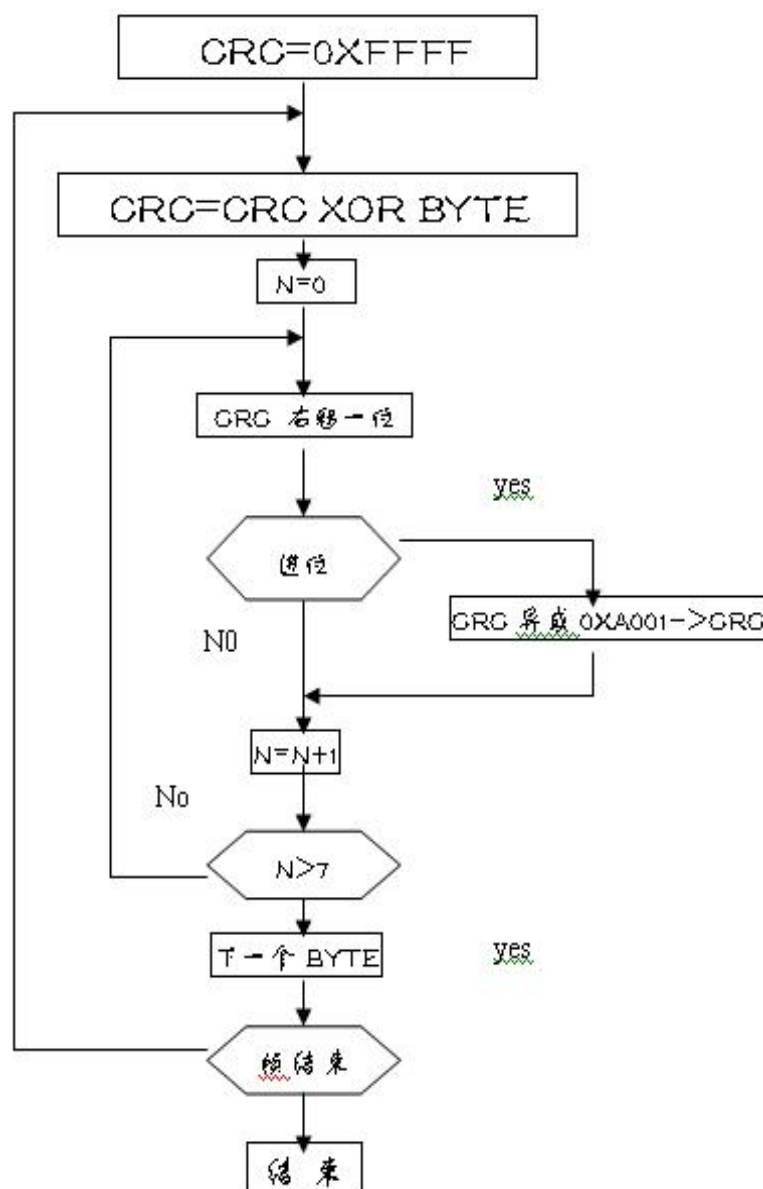 CRC=0XFFFF
CRC=CRC XOR BYTE
N=0
CRC 右移一位
yes
进位
CRC 异或 0XA001->CRC
N0
N=N+1
No
N>7
下一个 BYTE
yes
帧结束
结 束